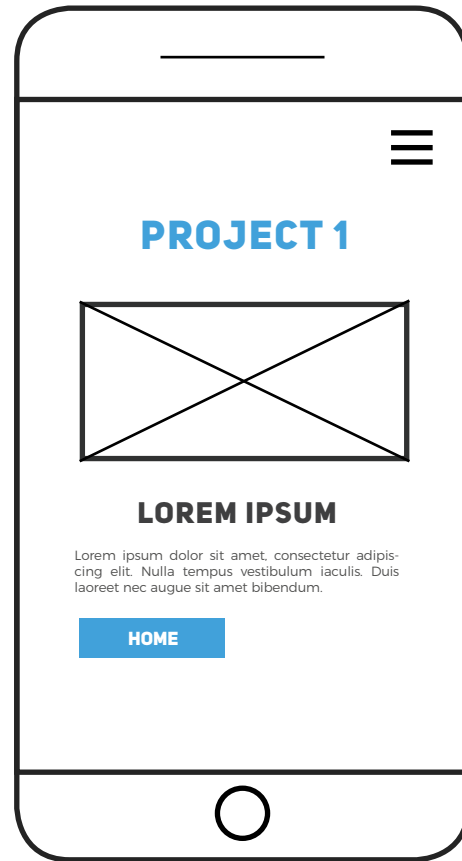 PROJECT 1
LOREM IPSUM
Lorem ipsum dolor sit amet, consectetur adipis-
cing elit. Nulla tempus vestibulum iaculis. Duis
laoreet nec augue sit amet bibendum.
HOME